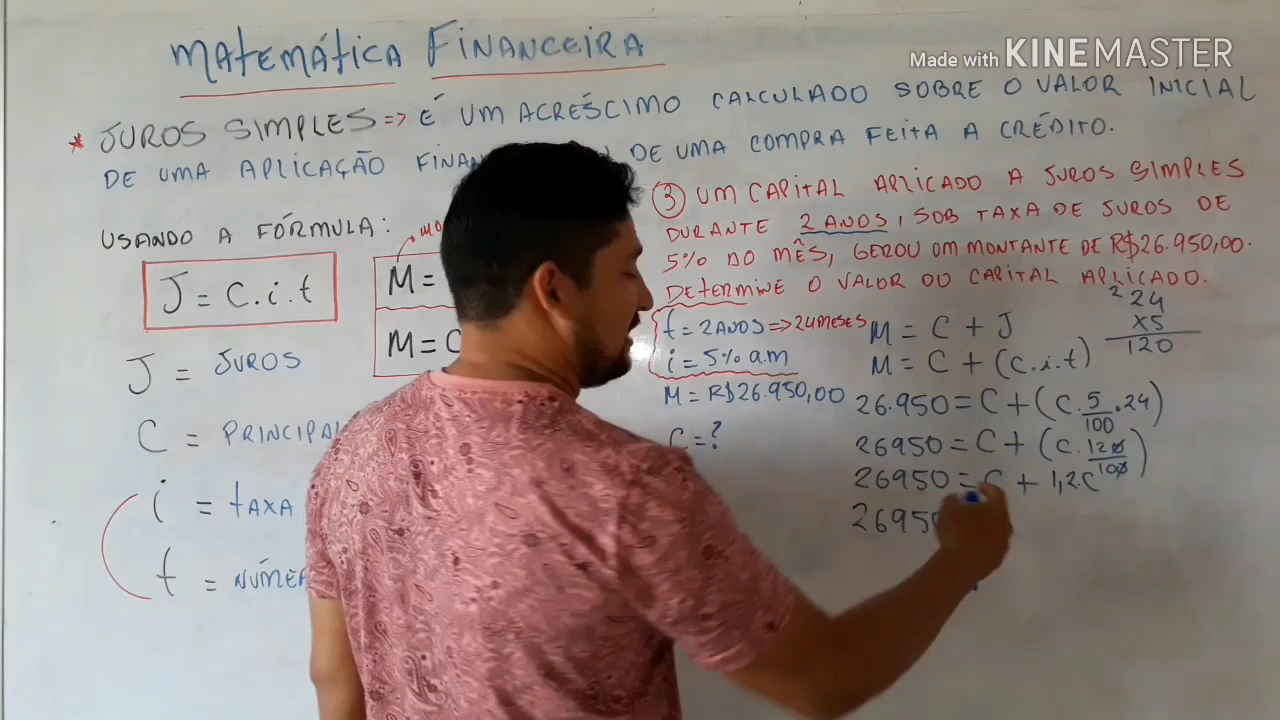 Made with KINEMASTER
MATEMÁTICA FINANCEIRA
* JUROS SIMPLES => É UM ACRÉSCIMO CALCULADO SOBRE O VALOR INICIAL
DE UMA APLICAÇÃO DE UMA COMPRA FEITA A CRÉDITO.
USANDO A FÓRMULA:
J = C.i.t
M =
M = C
J = JUROS
C =
i = TAXA
t =
③ UM CAPITAL APLICADO A JUROS SIMPLES
DURANTE 2 ANOS, SOB TAXA DE JUROS DE
5% AO MÊS, GEROU UM MONTANTE DE R$26.950,00.
DETERMINE O VALOR DO CAPITAL APLICADO.
t = 2 ANOS => 24 MESES
i = 5% a.m
M = R$26.950,00
C = ?
M = C + J
M = C + (C.i.t)
26.950 = C + (C.5/100.24)
26950 = C + (C.120/100)
26950 = C + 1,2C
26950
2 24
x5
120